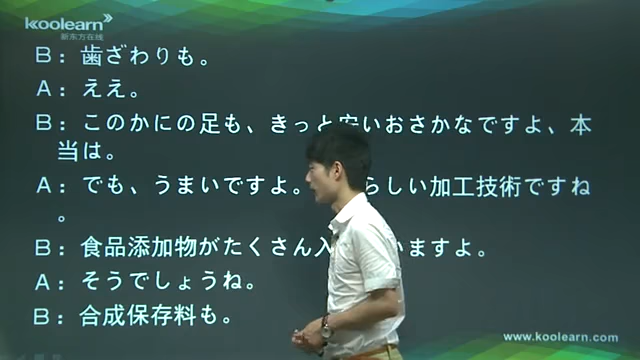 koolearn
新东方在线
B：歯ざわりも。
A：ええ。
B：このかにの足も、きっと安いおさかなですよ、本
当は。
A：でも、うまいですよ。らしい加工技術ですね
。
B：食品添加物がたくさん入いますよ。
A：そうでしょうね。
B：合成保存料も。
www.koolearn.com